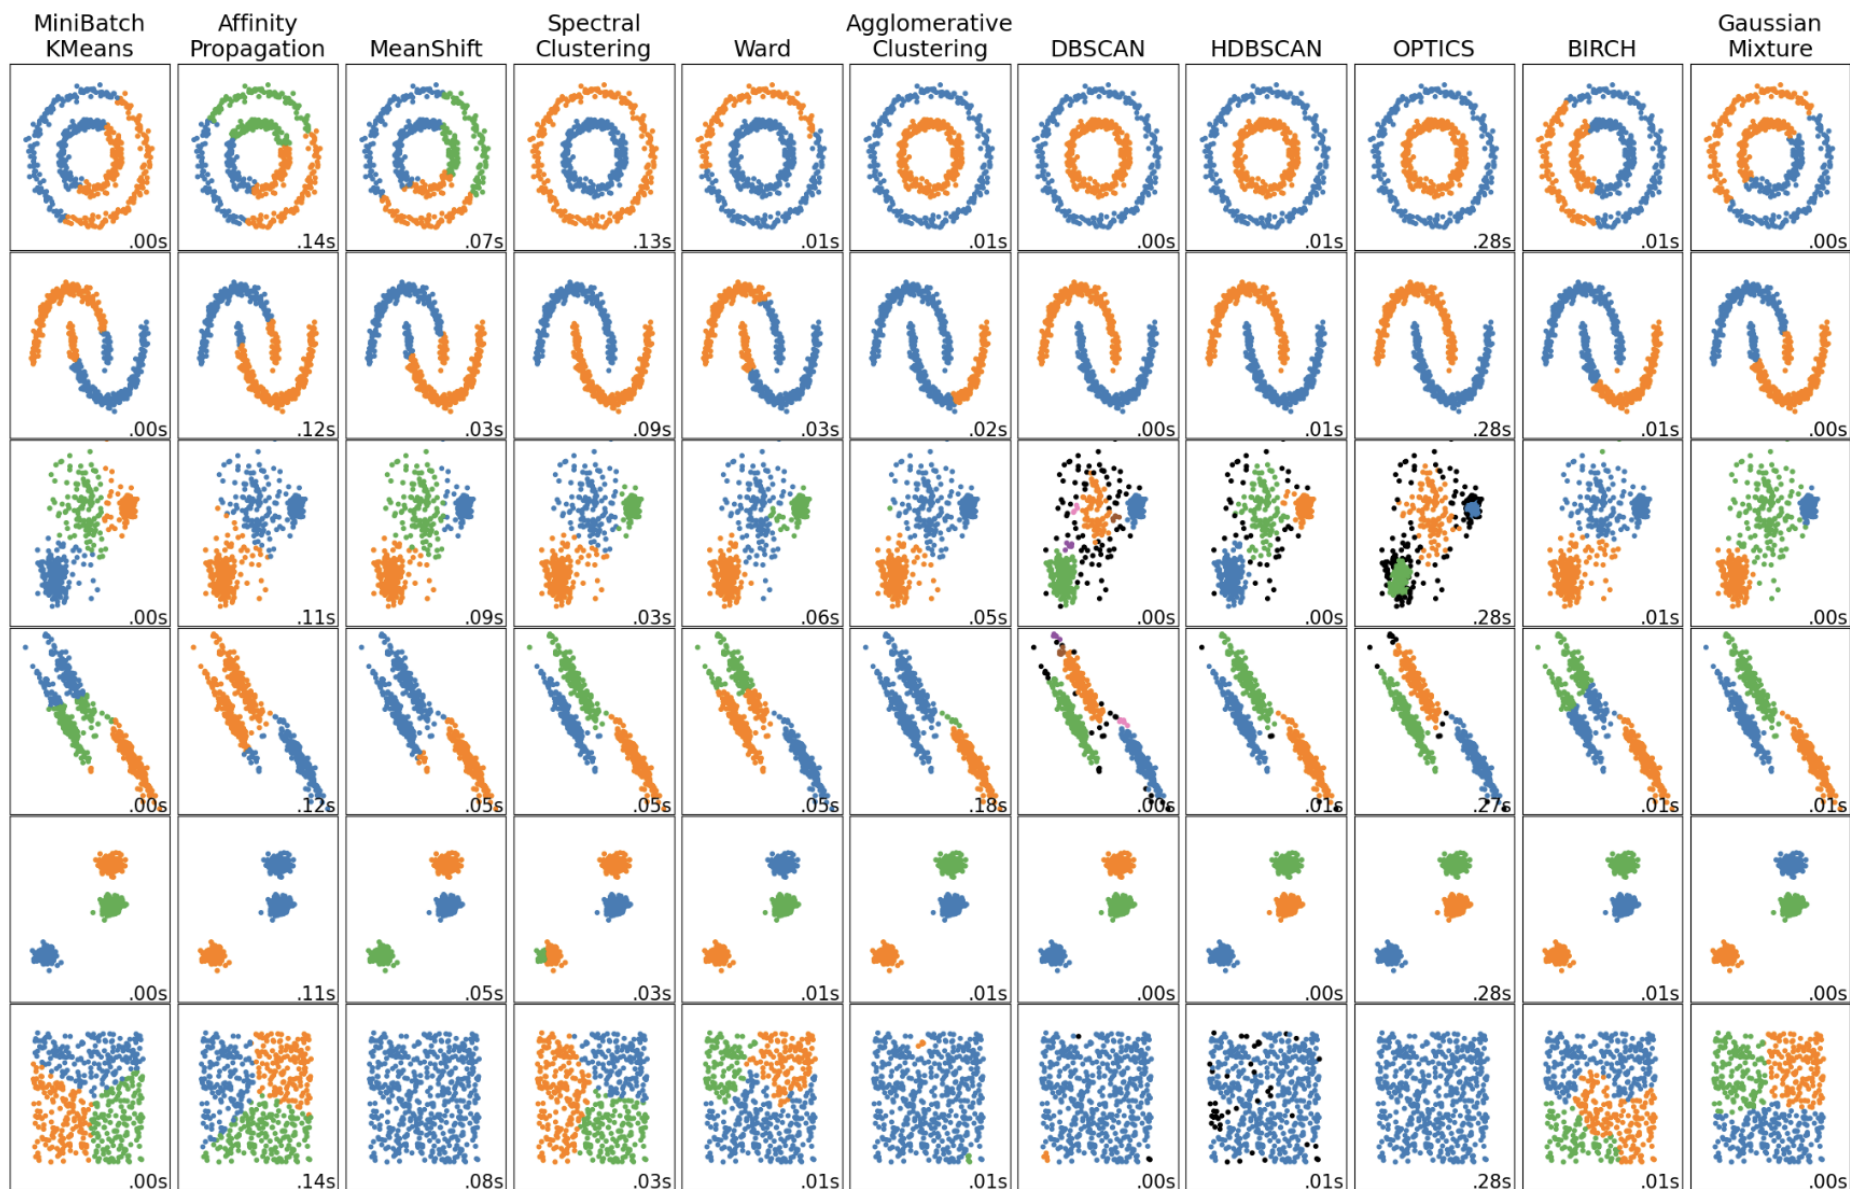 MiniBatch
KMeans
Affinity
Propagation
MeanShift
Spectral
Clustering
Ward
Agglomerative
Clustering
DBSCAN
HDBSCAN
OPTICS
BIRCH
Gaussian
Mixture
.00s
.14s
.07s
.13s
.01s
.01s
.00s
.01s
.28s
.01s
.00s
.00s
.12s
.03s
.09s
.03s
.02s
.00s
.01s
.28s
.01s
.00s
.00s
.11s
.09s
.03s
.06s
.05s
.00s
.00s
.28s
.01s
.00s
.00s
.12s
.05s
.05s
.05s
.18s
.00s
.01s
.27s
.01s
.01s
.00s
.11s
.05s
.03s
.01s
.01s
.00s
.00s
.28s
.01s
.00s
.00s
.14s
.08s
.03s
.01s
.01s
.00s
.01s
.28s
.01s
.00s